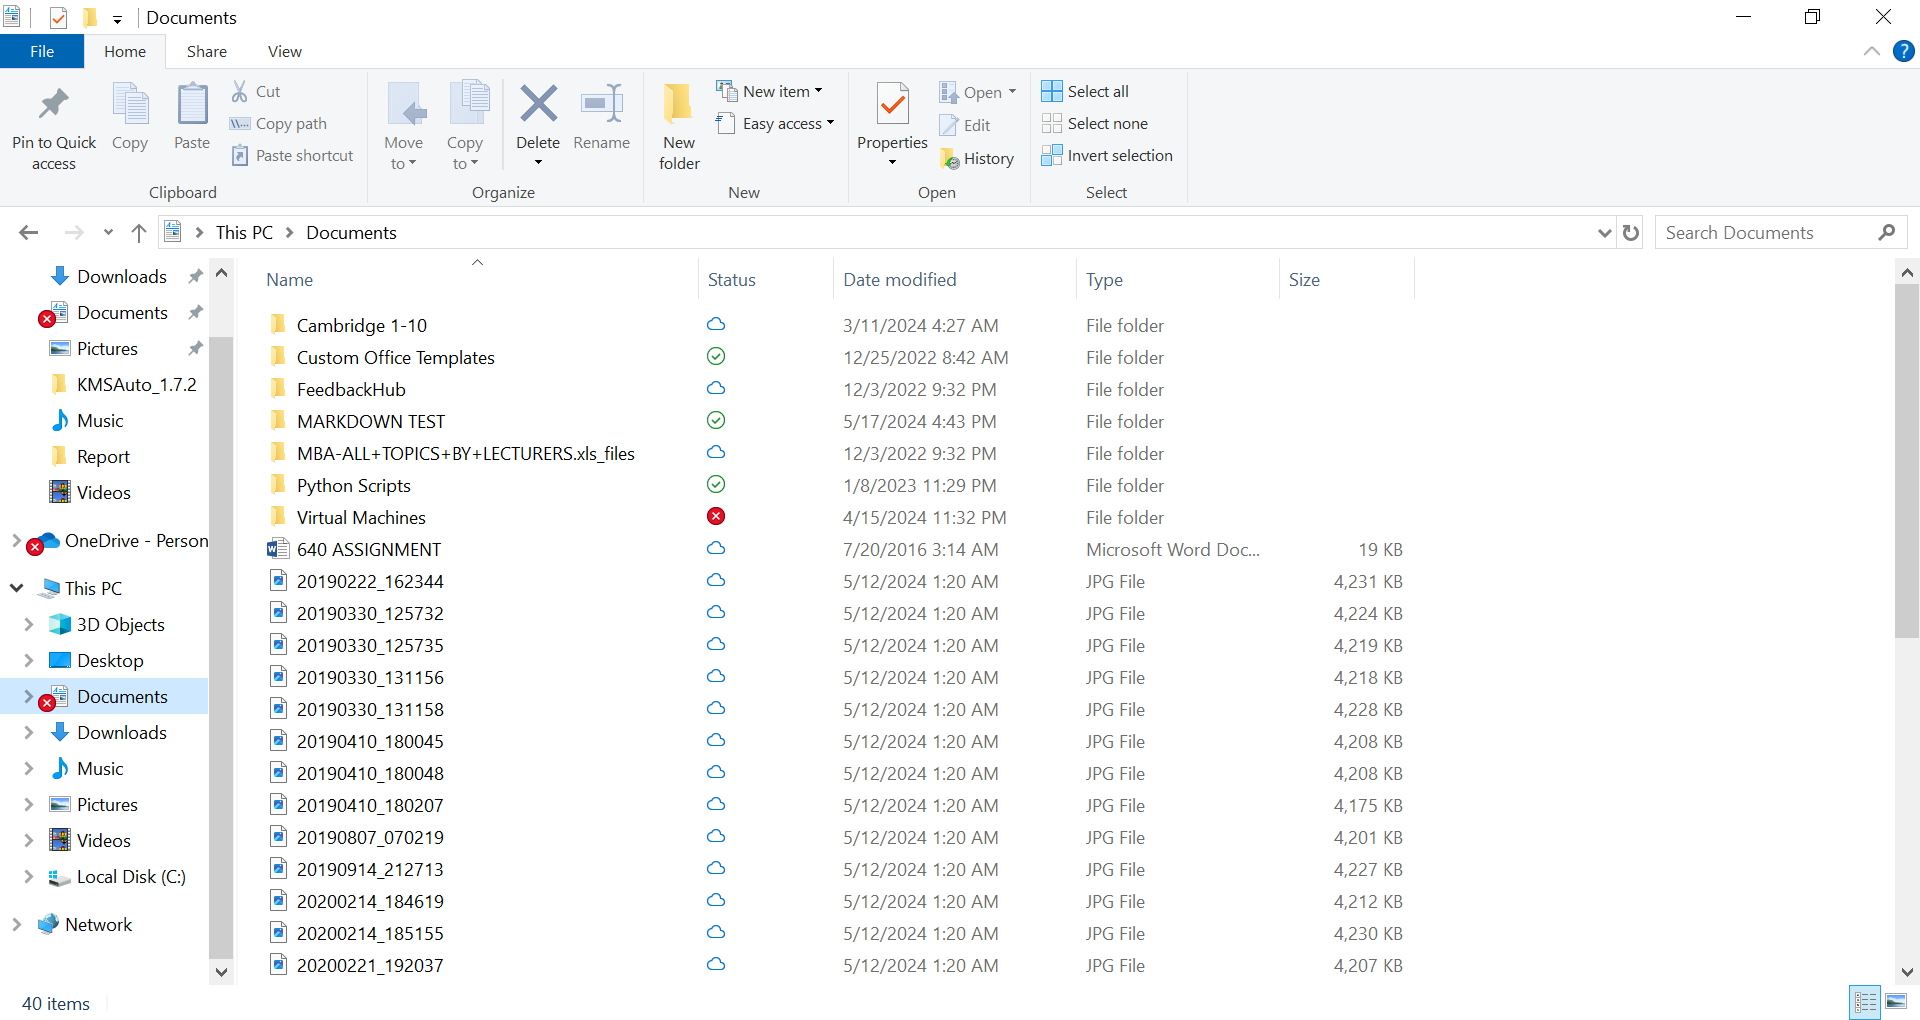 Documents
File Home Share View
Pin to Quick access
Copy
Paste
Cut
Copy path
Paste shortcut
Clipboard
Move to
Copy to
Delete
Rename
Organize
New folder
New item
Easy access
New
Properties
Open
Edit
History
Open
Select all
Select none
Invert selection
Select
This PC Documents
Search Documents
Downloads
Documents
Pictures
KMSAuto_1.7.2
Music
Report
Videos
OneDrive - Person
This PC
3D Objects
Desktop
Documents
Downloads
Music
Pictures
Videos
Local Disk (C:)
Network
Name Status Date modified Type Size
Cambridge 1-10 3/11/2024 4:27 AM File folder
Custom Office Templates 12/25/2022 8:42 AM File folder
FeedbackHub 12/3/2022 9:32 PM File folder
MARKDOWN TEST 5/17/2024 4:43 PM File folder
MBA-ALL+TOPICS+BY+LECTURERS.xls_files 12/3/2022 9:32 PM File folder
Python Scripts 1/8/2023 11:29 PM File folder
Virtual Machines 4/15/2024 11:32 PM File folder
640 ASSIGNMENT 7/20/2016 3:14 AM Microsoft Word Doc... 19 KB
20190222_162344 5/12/2024 1:20 AM JPG File 4,231 KB
20190330_125732 5/12/2024 1:20 AM JPG File 4,224 KB
20190330_125735 5/12/2024 1:20 AM JPG File 4,219 KB
20190330_131156 5/12/2024 1:20 AM JPG File 4,218 KB
20190330_131158 5/12/2024 1:20 AM JPG File 4,228 KB
20190410_180045 5/12/2024 1:20 AM JPG File 4,208 KB
20190410_180048 5/12/2024 1:20 AM JPG File 4,208 KB
20190410_180207 5/12/2024 1:20 AM JPG File 4,175 KB
20190807_070219 5/12/2024 1:20 AM JPG File 4,201 KB
20190914_212713 5/12/2024 1:20 AM JPG File 4,227 KB
20200214_184619 5/12/2024 1:20 AM JPG File 4,212 KB
20200214_185155 5/12/2024 1:20 AM JPG File 4,230 KB
20200221_192037 5/12/2024 1:20 AM JPG File 4,207 KB
40 items